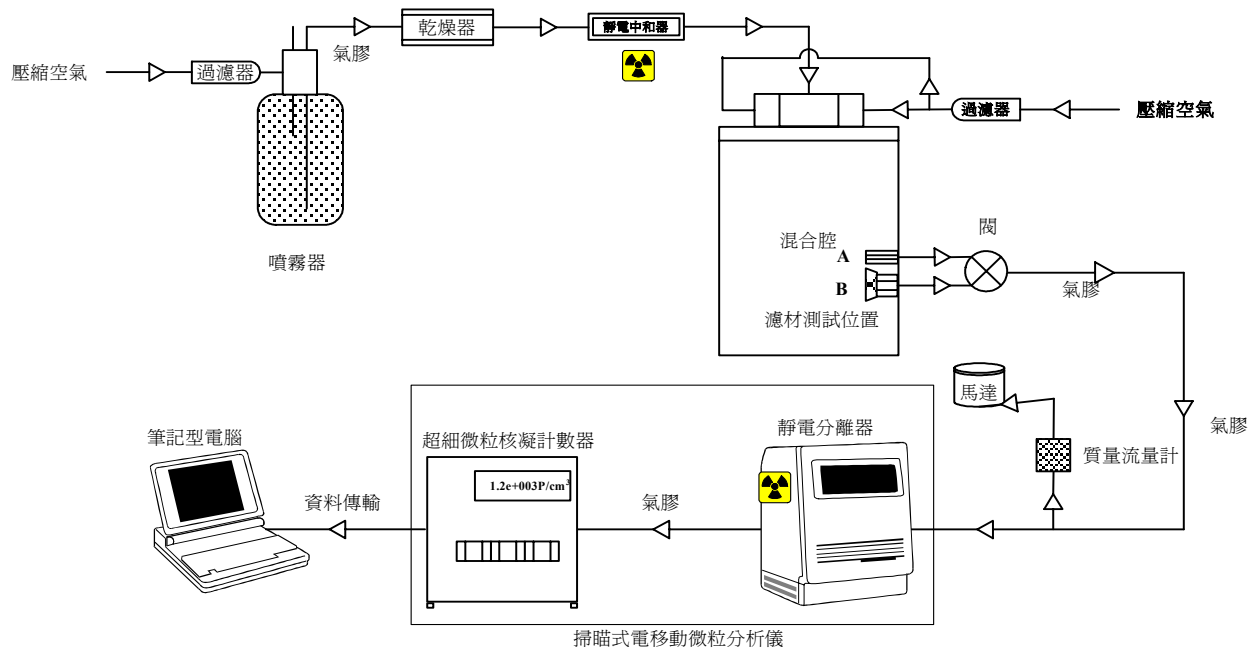 乾燥器
靜電中和器
氣膠
壓縮空氣
過濾器
過濾器
壓縮空氣
噴霧器
混合腔
A
B
濾材測試位置
閥
氣膠
馬達
氣膠
質量流量計
筆記型電腦
超細微粒核凝計數器
靜電分離器
1.2e+003P/cm³
資料傳輸
氣膠
掃瞄式電移動微粒分析儀